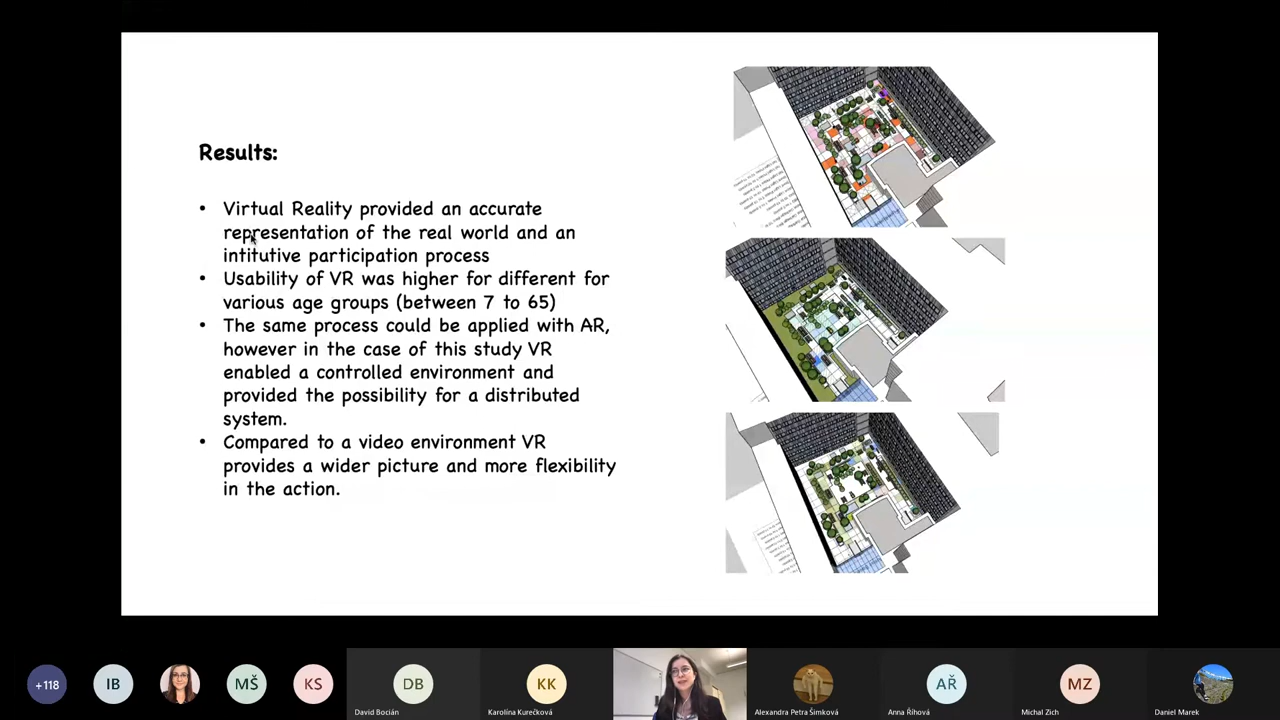 Results:
• Virtual Reality provided an accurate
representation of the real world and an
intitutive participation process
• Usability of VR was higher for different for
various age groups (between 7 to 65)
• The same process could be applied with AR,
however in the case of this study VR
enabled a controlled environment and
provided the possibility for a distributed
system.
• Compared to a video environment VR
provides a wider picture and more flexibility
in the action.
+118
IB
MŠ
KS
DB
David Bocián
KK
Karolína Kurečková
Alexandra Petra Šimková
AŘ
Anna Říhová
MZ
Michal Zich
Daniel Marek